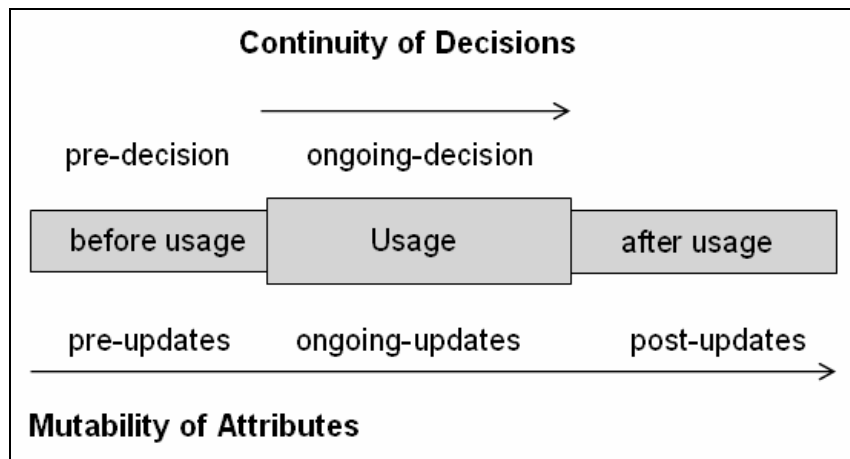 Continuity of Decisions
pre-decision ongoing-decision
before usage Usage after usage
pre-updates ongoing-updates post-updates
Mutability of Attributes